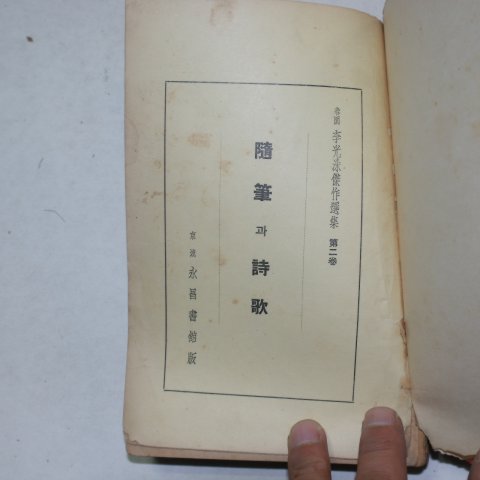 春園 李光洙傑作選集 第二卷
隨筆과詩歌
京城 永昌書館版